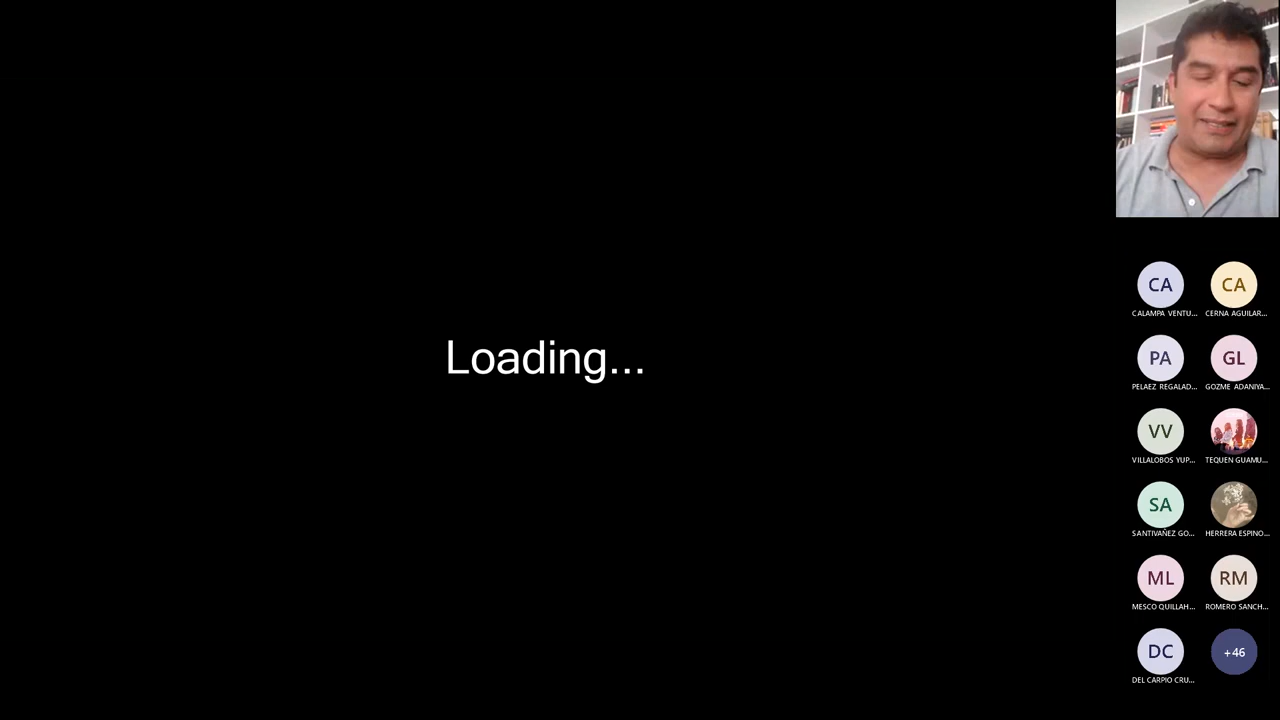 Loading...
CA CA
CALAMPA VENTU... CERNA AGUILAR...
PA GL
PELAEZ REGALAD... GOZME ADANIYA...
VV
VILLALOBOS YUP... TEQUEN GUAMU...
SA
SANTIVAÑEZ GO... HERRERA ESPINO...
ML RM
MESCO QUILLAH... ROMERO SANCH...
DC +46
DEL CARPIO CRU...